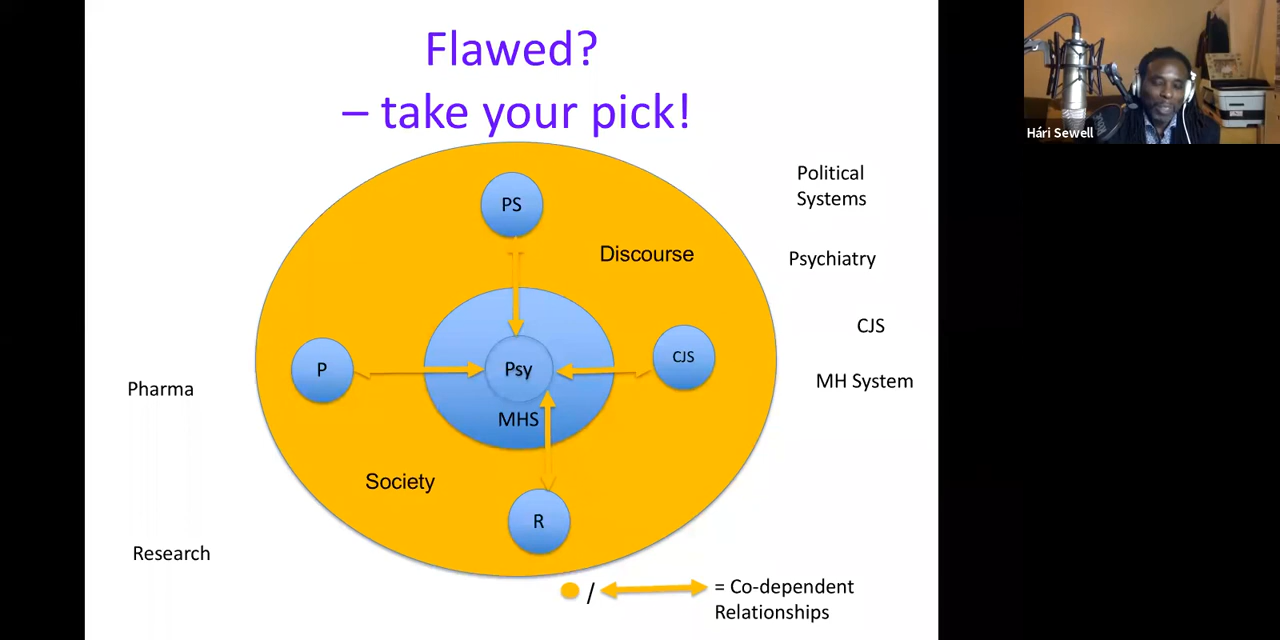 Flawed?
– take your pick!
Hári Sewell
Political
Systems
PS
Discourse
Psychiatry
CJS
P
Psy
CJS
MH System
Pharma
MHS
Society
R
Research
/ = Co-dependent
Relationships